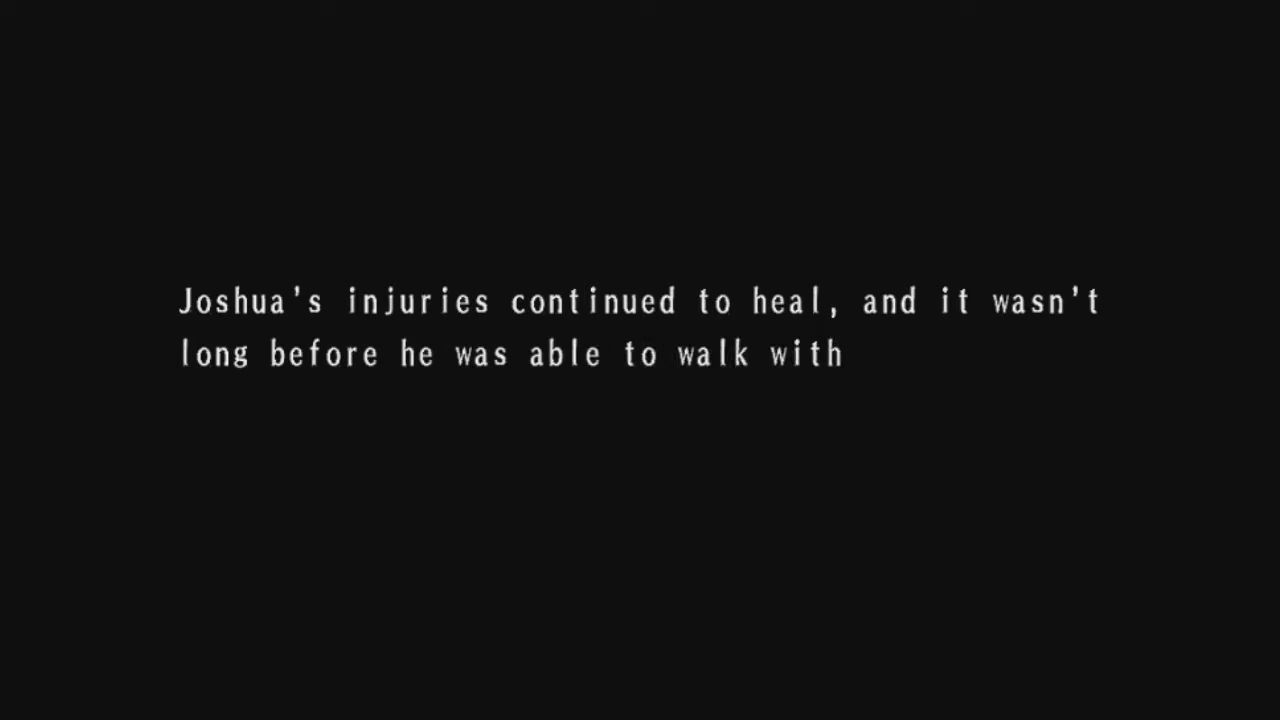 Joshua's injuries continued to heal, and it wasn't
long before he was able to walk with